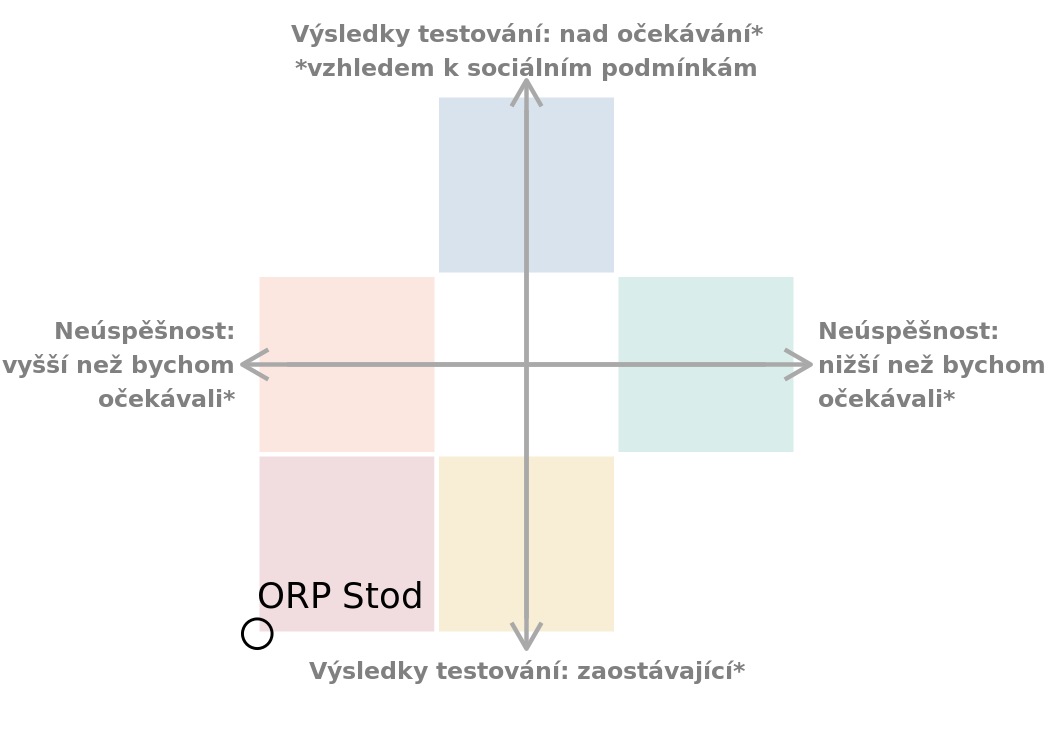 Výsledky testování: nad očekávání*
*vzhledem k sociálním podmínkám
Neúspěšnost:
vyšší než bychom
očekávali*
Neúspěšnost:
nižší než bychom
očekávali*
ORP Stod
Výsledky testování: zaostávající*